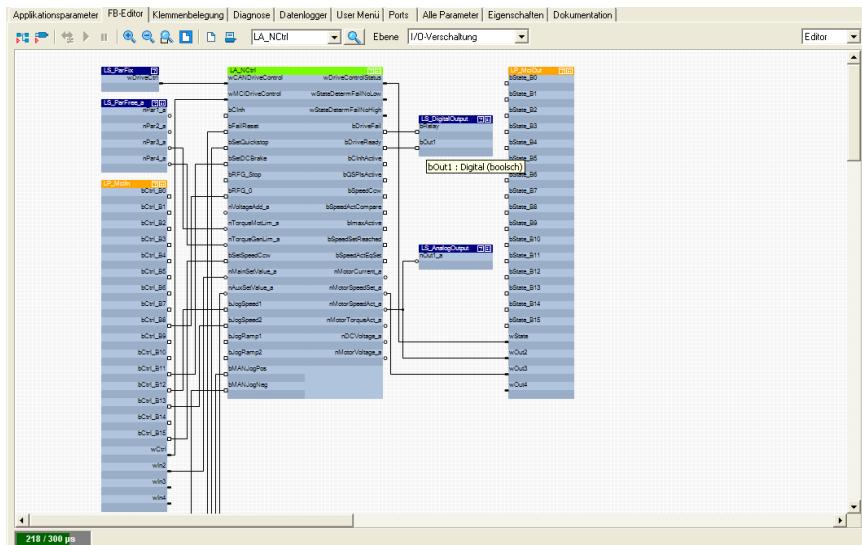 Applikationsparameter FB-Editor Klemmenbelegung Diagnose Datenlogger User Menü Ports Alle Parameter Eigenschaften Dokumentation
LA_NCtrl Ebene I/O-Verschaltung Editor
LS_ParFix
wDriveCtrl
LS_ParFree_a
nPar1_a
nPar2_a
nPar3_a
nPar4_a
LP_MciIn
bCtrl_B0
bCtrl_B1
bCtrl_B2
bCtrl_B3
bCtrl_B4
bCtrl_B5
bCtrl_B6
bCtrl_B7
bCtrl_B8
bCtrl_B9
bCtrl_B10
bCtrl_B11
bCtrl_B12
bCtrl_B13
bCtrl_B14
bCtrl_B15
wCtrl
wIn2
wIn3
wIn4
LA_NCtrl
wCANDriveControl wDriveControlStatus
wMCIDriveControl wStateDetermFailNoLow
bCInh wStateDetermFailNoHigh
bFailReset bDriveFail
bSetQuickstop bDriveReady
bSetDCBrake bCInhActive
bRFG_Stop bQSPIsActive
bRFG_0 bSpeedCcw
nVoltageAdd_a bSpeedActCompare
nTorqueMotLim_a bImaxActive
nTorqueGenLim_a bSpeedSetReached
bSetSpeedCcw bSpeedActEqSet
nMainSetValue_a nMotorCurrent_a
nAuxSetValue_a nMotorSpeedSet_a
bJogSpeed1 nMotorSpeedAct_a
bJogSpeed2 nMotorTorqueAct_a
bJogRamp1 nDCVoltage_a
bJogRamp2 nMotorVoltage_a
bMANJogPos
bMANJogNeg
LS_DigitalOutput
bRelay
bOut1
bOut1 : Digital (boolsch)
LS_AnalogOutput
nOut1_a
LP_MciOut
bState_B0
bState_B1
bState_B2
bState_B3
bState_B4
bState_B5
bState_B6
bState_B7
bState_B8
bState_B9
bState_B10
bState_B11
bState_B12
bState_B13
bState_B14
bState_B15
wState
wOut2
wOut3
wOut4
218 / 300 µs